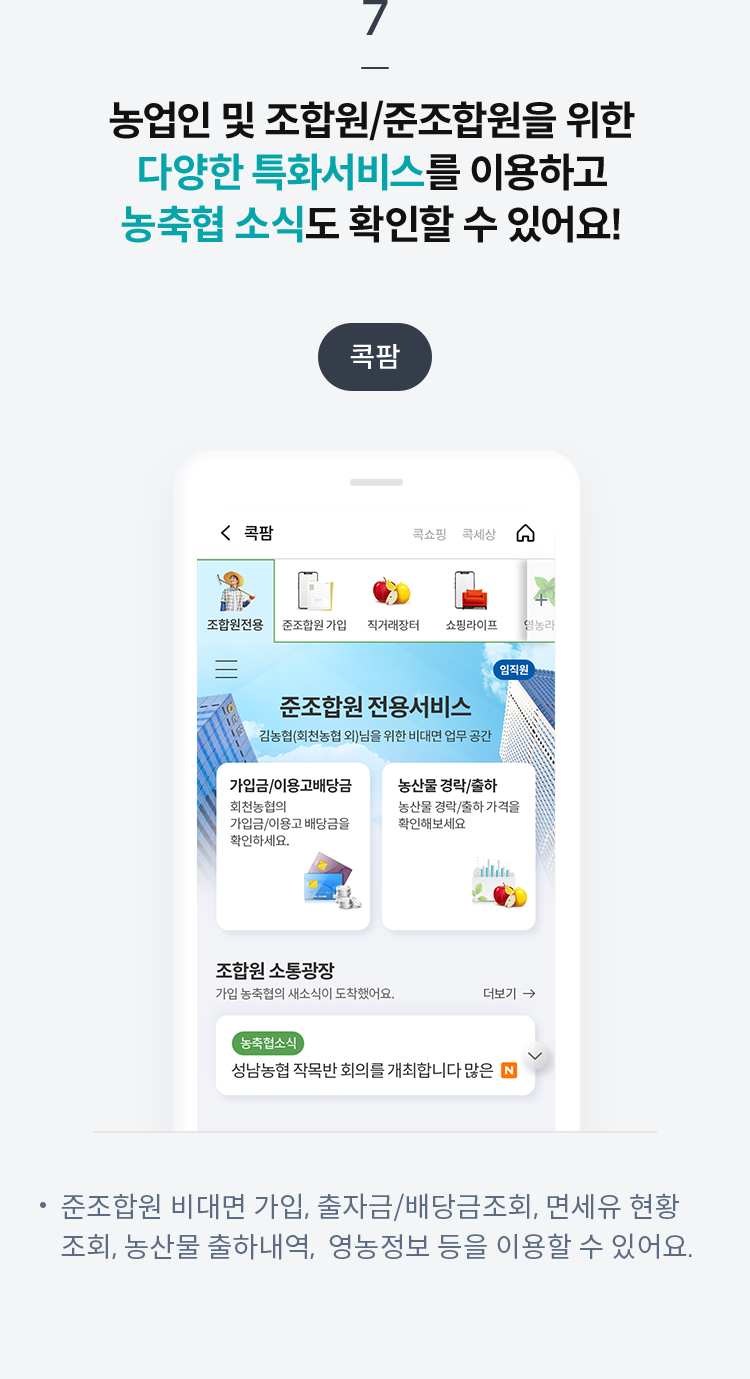 7
농업인 및 조합원/준조합원을 위한
다양한 특화서비스를 이용하고
농축협 소식도 확인할 수 있어요!
콕팜
콕팜 콕쇼핑 콕세상
조합원전용 준조합원 가입 직거래장터 쇼핑라이프 영농라
임직원
준조합원 전용서비스
김농협(회천농협 외)님을 위한 비대면 업무 공간
가입금/이용고배당금
회천농협의
가입금/이용고 배당금을
확인하세요.
농산물 경락/출하
농산물 경락/출하 가격을
확인해보세요
조합원 소통광장
가입 농축협의 새소식이 도착했어요. 더보기 →
농축협소식
성남농협 작목반 회의를 개최합니다 많은 N
• 준조합원 비대면 가입, 출자금/배당금조회, 면세유 현황
조회, 농산물 출하내역, 영농정보 등을 이용할 수 있어요.